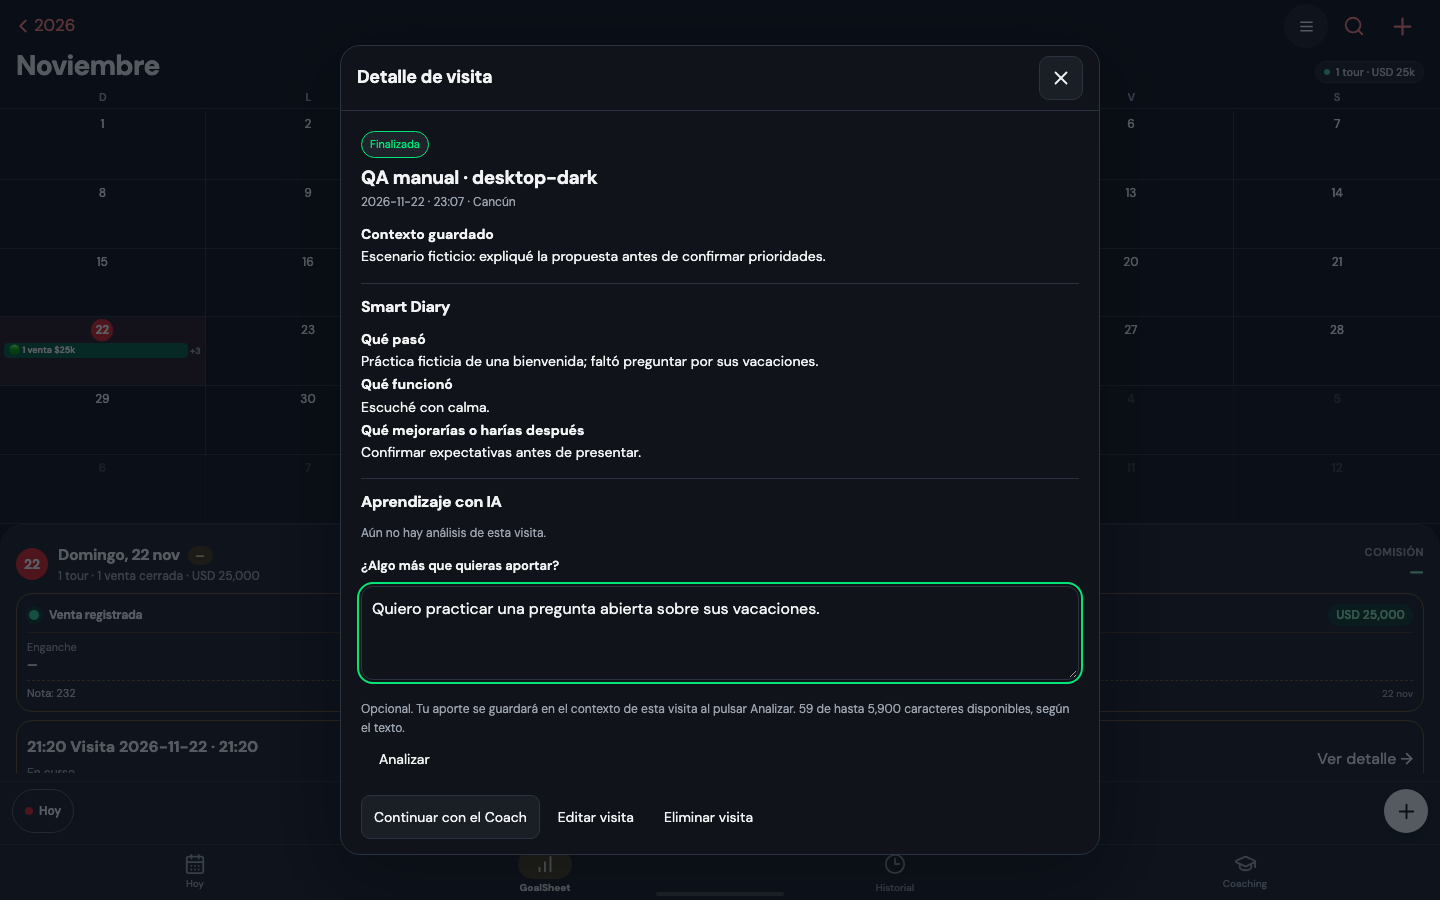 2026
Noviembre
1 tour · USD 25k
D
L
V
S
1
2
6
7
8
9
13
14
15
16
20
21
22
23
27
28
1 venta $25k
+3
29
30
4
5
6
7
11
12
Detalle de visita
Finalizada
QA manual · desktop-dark
2026-11-22 · 23:07 · Cancún
Contexto guardado
Escenario ficticio: expliqué la propuesta antes de confirmar prioridades.
Smart Diary
Qué pasó
Práctica ficticia de una bienvenida; faltó preguntar por sus vacaciones.
Qué funcionó
Escuché con calma.
Qué mejorarías o harías después
Confirmar expectativas antes de presentar.
Aprendizaje con IA
Aún no hay análisis de esta visita.
¿Algo más que quieras aportar?
Quiero practicar una pregunta abierta sobre sus vacaciones.
Opcional. Tu aporte se guardará en el contexto de esta visita al pulsar Analizar. 59 de hasta 5,900 caracteres disponibles, según
el texto.
Analizar
Continuar con el Coach
Editar visita
Eliminar visita
22
Domingo, 22 nov
–
1 tour · 1 venta cerrada · USD 25,000
COMISIÓN
—
Venta registrada
USD 25,000
Enganche
—
Nota: 232
22 nov
21:20 Visita 2026-11-22 · 21:20
En curso
Ver detalle →
Hoy
Hoy
GoalSheet
Historial
Coaching